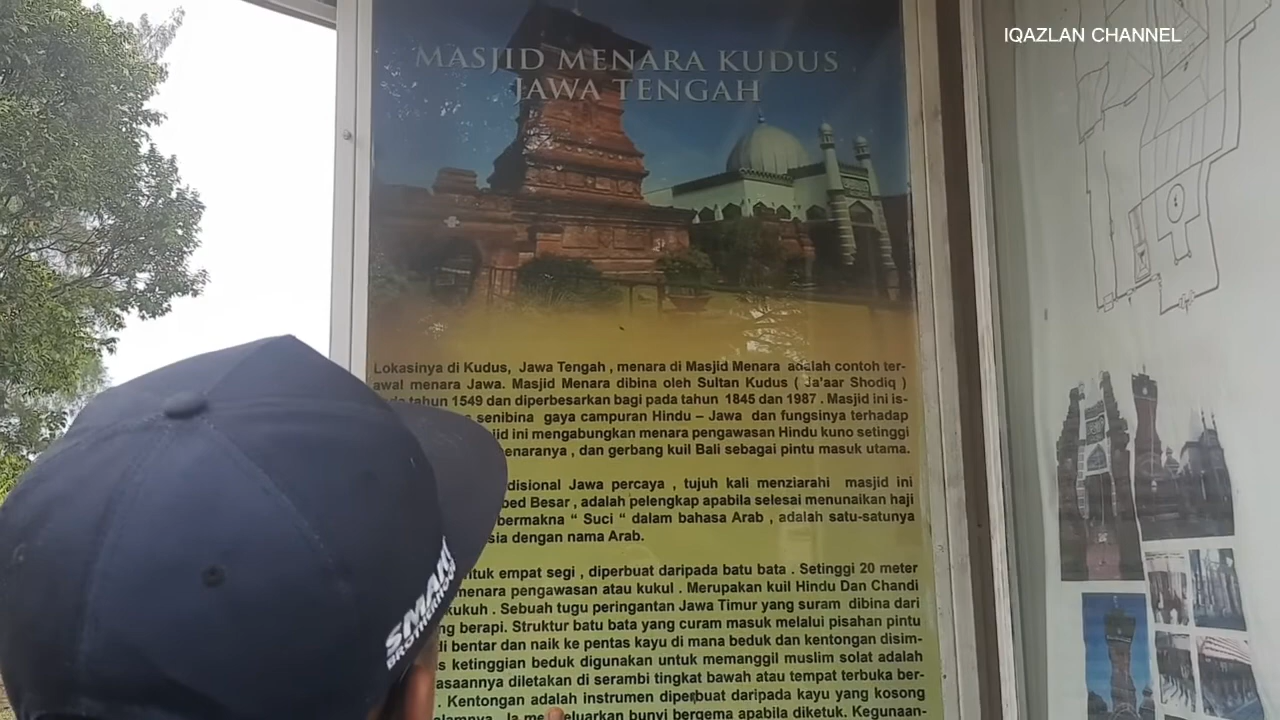 IQAZLAN CHANNEL
MASJID MENARA KUDUS
JAWA TENGAH
Lokasinya di Kudus, Jawa Tengah , menara di Masjid Menara adalah contoh ter-
awal menara Jawa. Masjid Menara dibina oleh Sultan Kudus ( Ja'aar Shodiq )
tahun 1549 dan diperbesarkan bagi pada tahun 1845 dan 1987 . Masjid ini is-
senibina gaya campuran Hindu – Jawa dan fungsinya terhadap
ini mengabungkan menara pengawasan Hindu kuno setinggi
, dan gerbang kuil Bali sebagai pintu masuk utama.
percaya , tujuh kali menziarahi masjid ini
Besar , adalah pelengkap apabila selesai menunaikan haji
bermakna “ Suci “ dalam bahasa Arab , adalah satu-satunya
dengan nama Arab.
empat segi , diperbuat daripada batu bata . Setinggi 20 meter
menara pengawasan atau kukul . Merupakan kuil Hindu Dan Chandi
. Sebuah tugu peringantan Jawa Timur yang suram dibina dari
berapi. Struktur batu bata yang curam masuk melalui pisahan pintu
bentar dan naik ke pentas kayu di mana beduk dan kentongan disim-
ketinggian beduk digunakan untuk memanggil muslim solat adalah
diletakan di serambi tingkat bawah atau tempat terbuka ber-
. Kentongan adalah instrumen diperbuat daripada kayu yang kosong
bunyi bergema apabila diketuk. Kegunaan-
SMAKI
BROTHERHOOD